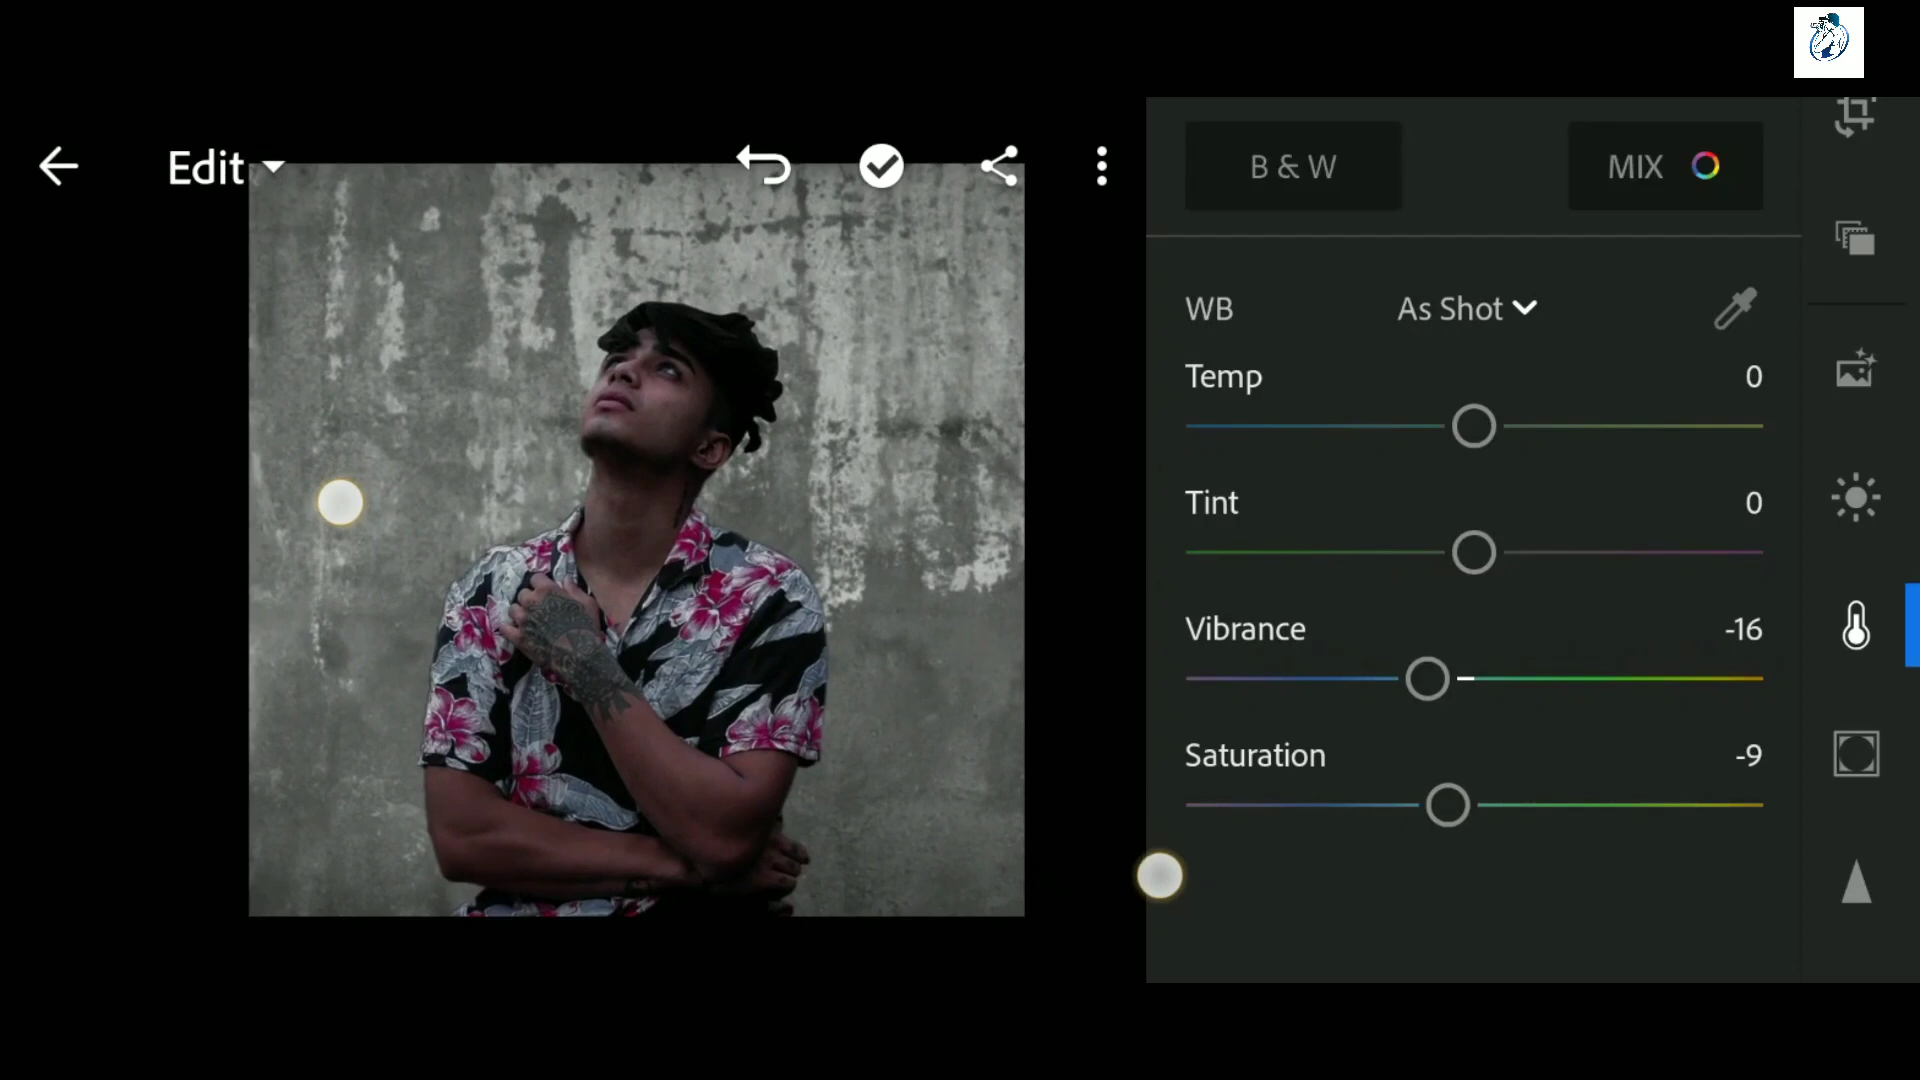 Edit
B & W
MIX
WB
As Shot
Temp
0
Tint
0
Vibrance
-16
Saturation
-9